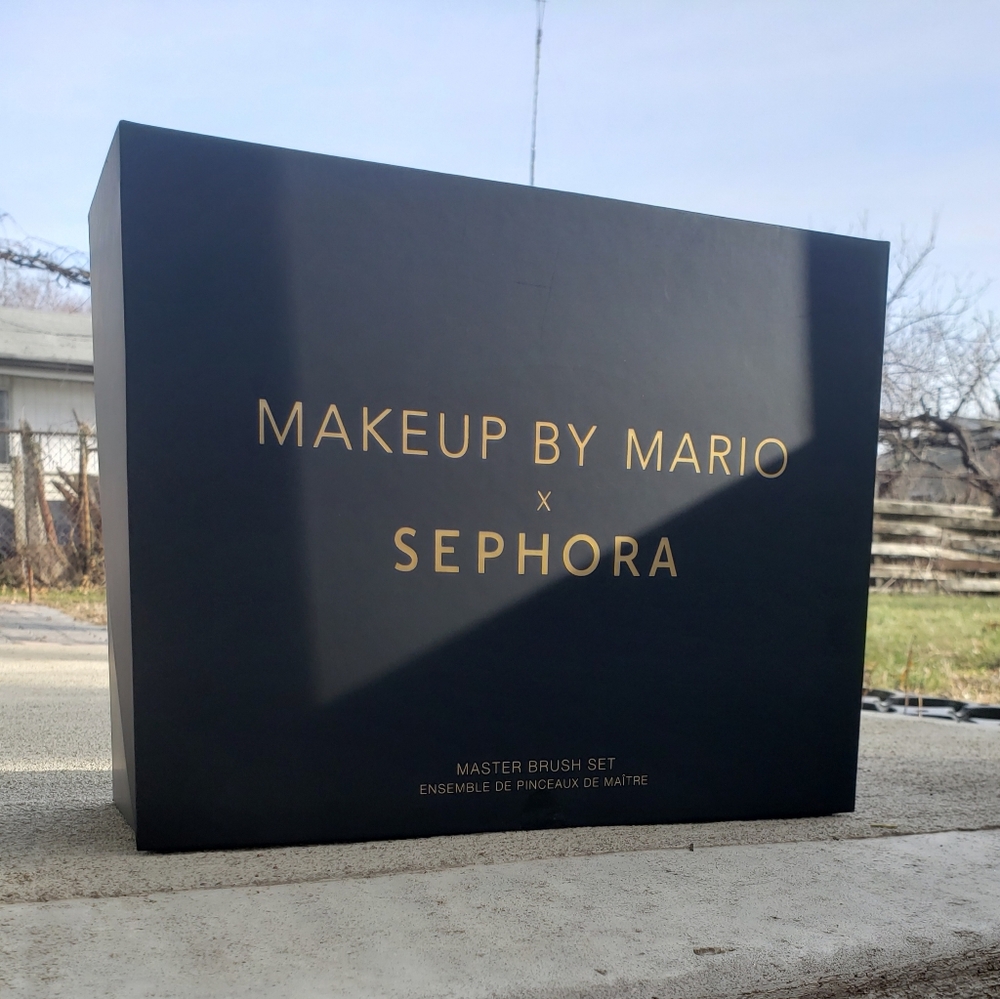 MAKEUP BY MARIO
X
SEPHORA
MASTER BRUSH SET
ENSEMBLE DE PINCEAUX DE MAÎTRE